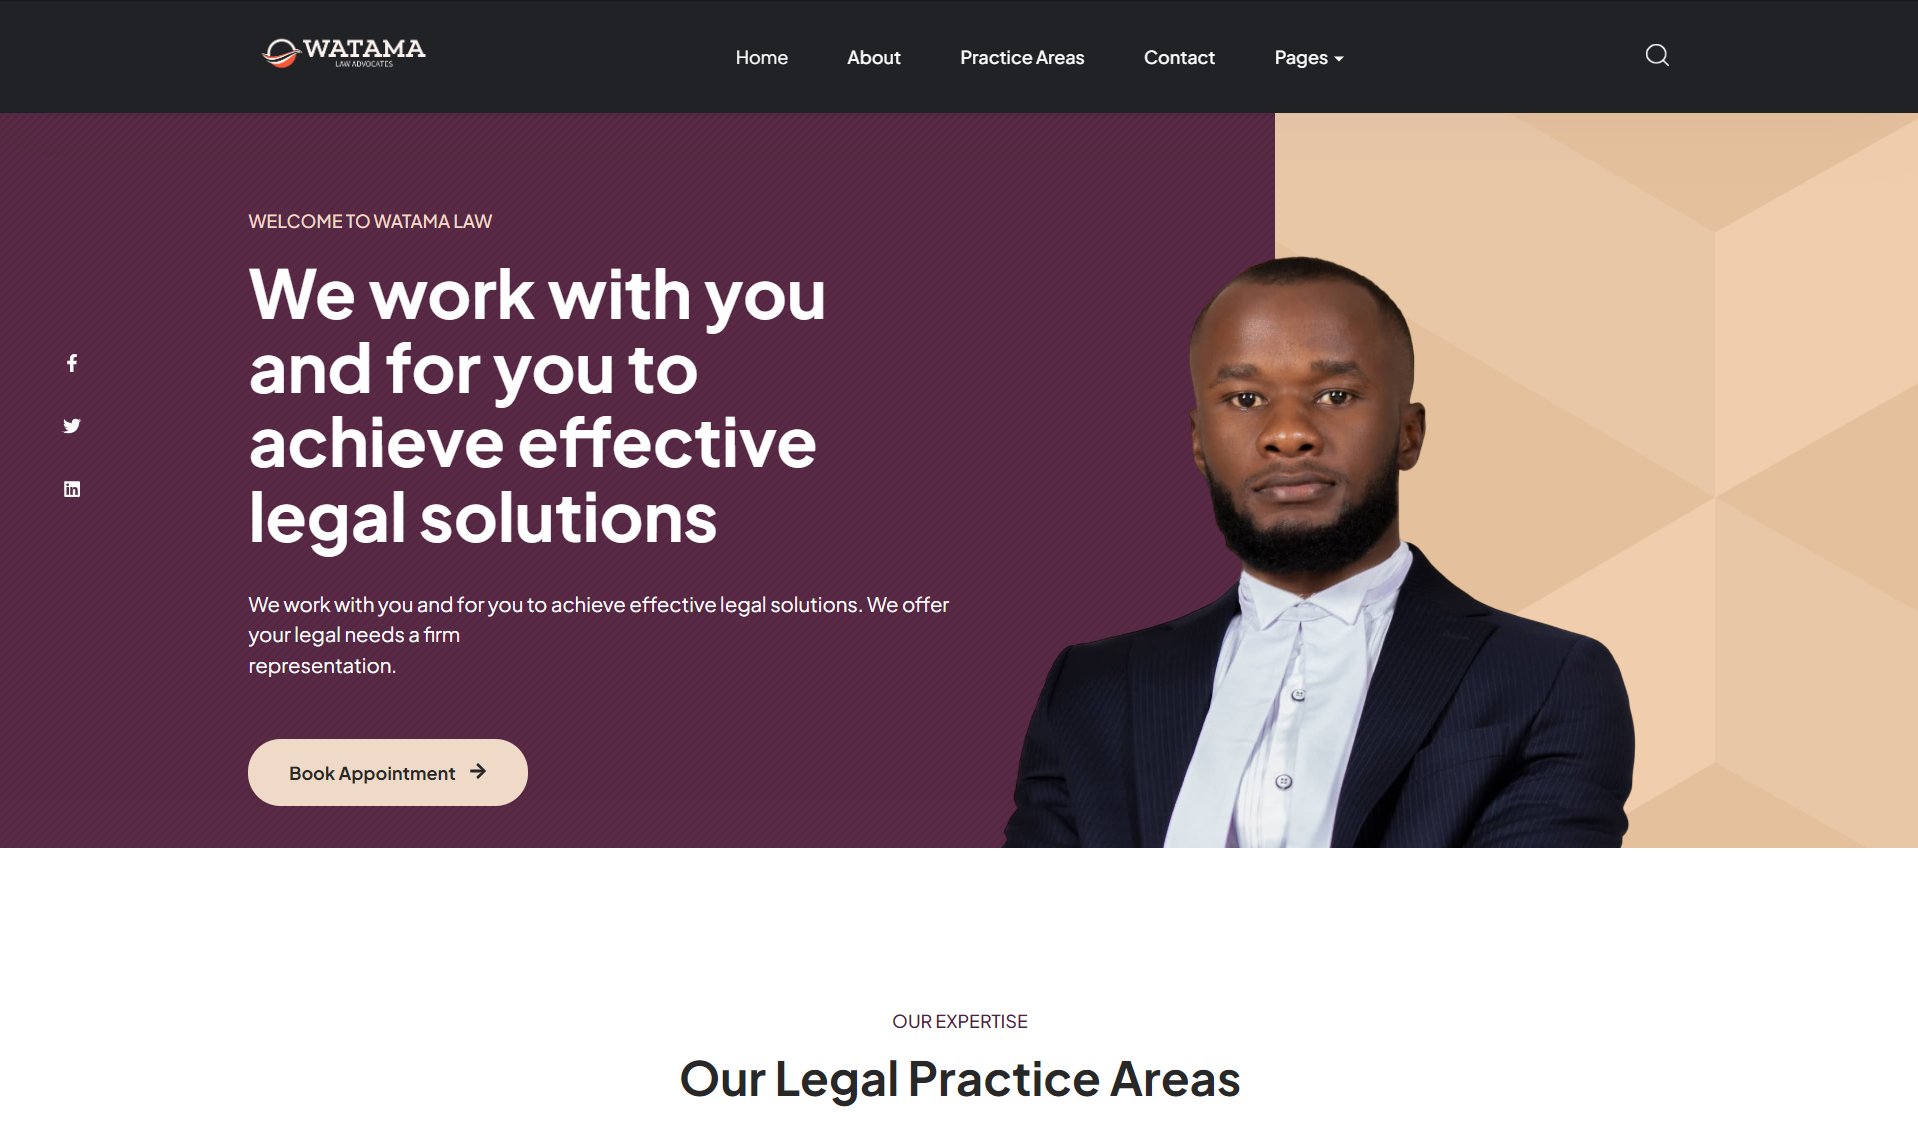 WATAMA
LAW ADVOCATES
Home
About
Practice Areas
Contact
Pages
WELCOME TO WATAMA LAW
We work with you
and for you to
achieve effective
legal solutions
We work with you and for you to achieve effective legal solutions. We offer
your legal needs a firm
representation.
Book Appointment
OUR EXPERTISE
Our Legal Practice Areas